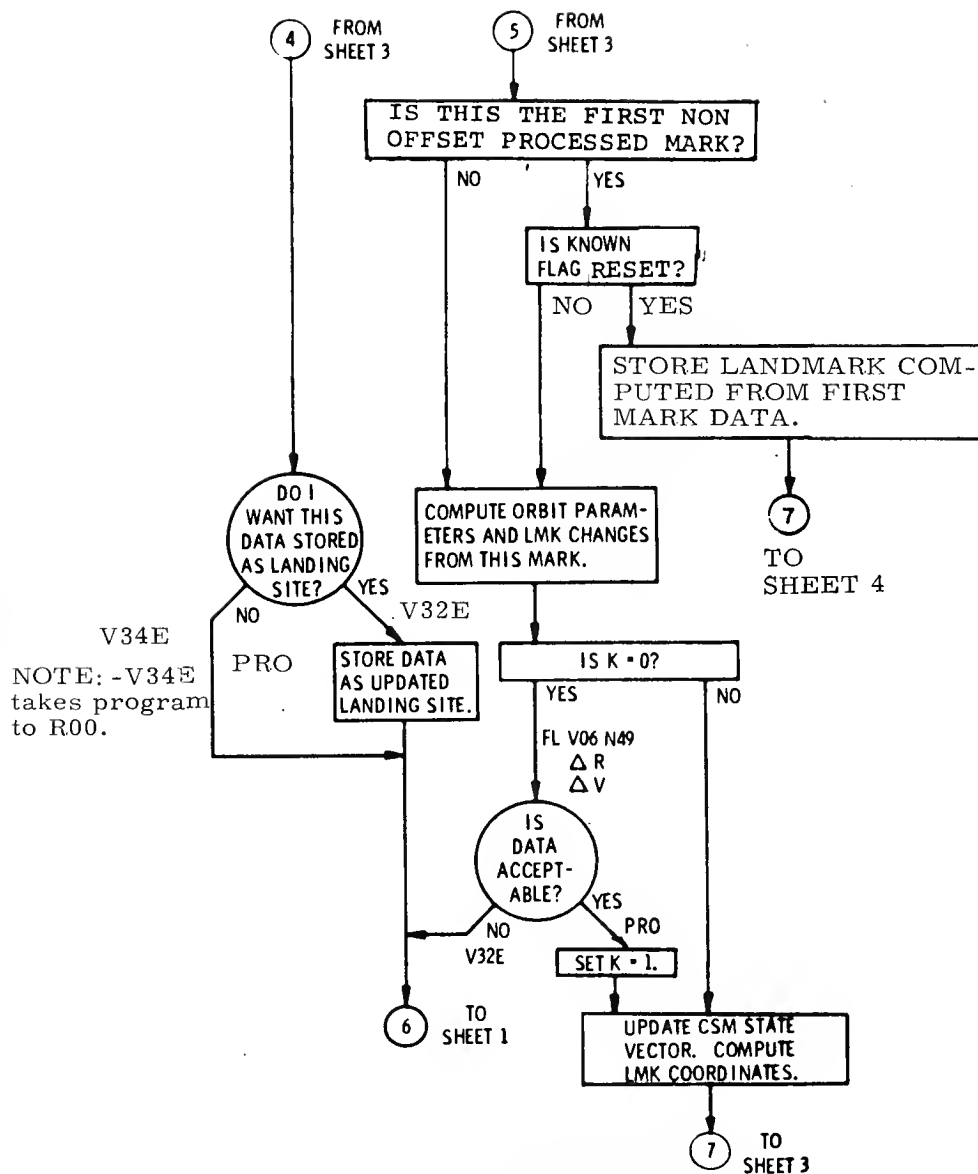 4 FROM
SHEET 3
5 FROM
SHEET 3
IS THIS THE FIRST NON
OFFSET PROCESSED MARK?
NO
YES
IS KNOWN
FLAG RESET?
NO
YES
STORE LANDMARK COM-
PUTED FROM FIRST
MARK DATA.
7
TO
SHEET 4
DO I
WANT THIS
DATA STORED
AS LANDING
SITE?
NO
YES
V32E
V34E
PRO
NOTE: -V34E
takes program
to R00.
STORE DATA
AS UPDATED
LANDING SITE.
COMPUTE ORBIT PARAM-
ETERS AND LMK CHANGES
FROM THIS MARK.
IS K = 0?
YES
NO
FL V06 N49
Δ R
Δ V
IS
DATA
ACCEPT-
ABLE?
NO
V32E
YES
PRO
SET K = 1.
6 TO
SHEET 1
UPDATE CSM STATE
VECTOR. COMPUTE
LMK COORDINATES.
7 TO
SHEET 3